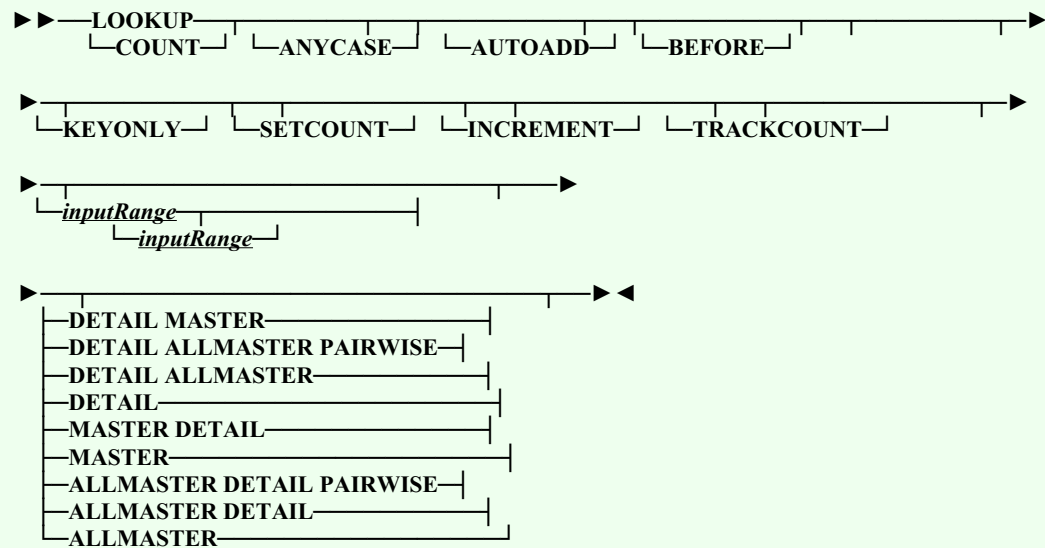 LOOKUP
COUNT ANYCASE AUTOADD BEFORE
KEYONLY SETCOUNT INCREMENT TRACKCOUNT
inputRange
inputRange
DETAIL MASTER
DETAIL ALLMASTER PAIRWISE
DETAIL ALLMASTER
DETAIL
MASTER DETAIL
MASTER
ALLMASTER DETAIL PAIRWISE
ALLMASTER DETAIL
ALLMASTER